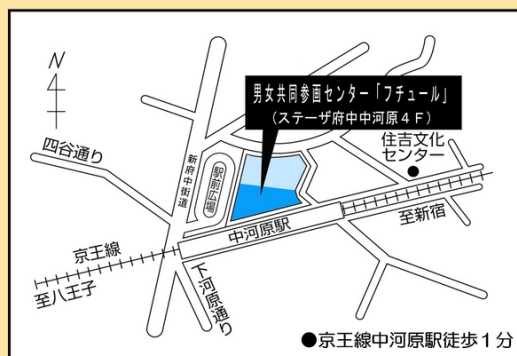 N
男女共同参画センター「フチュール」
(ステーザ府中中河原4F)
住吉文化
センター
四谷通り
新府中街道
駅前広場
中河原駅
至新宿
京王線
至八王子
下河原通り
●京王線中河原駅徒歩1分